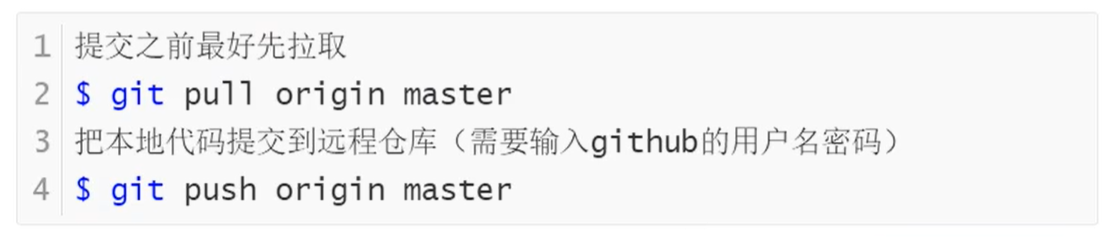 1 提交之前最好先拉取
2 $ git pull origin master
3 把本地代码提交到远程仓库（需要输入github的用户名密码）
4 $ git push origin master